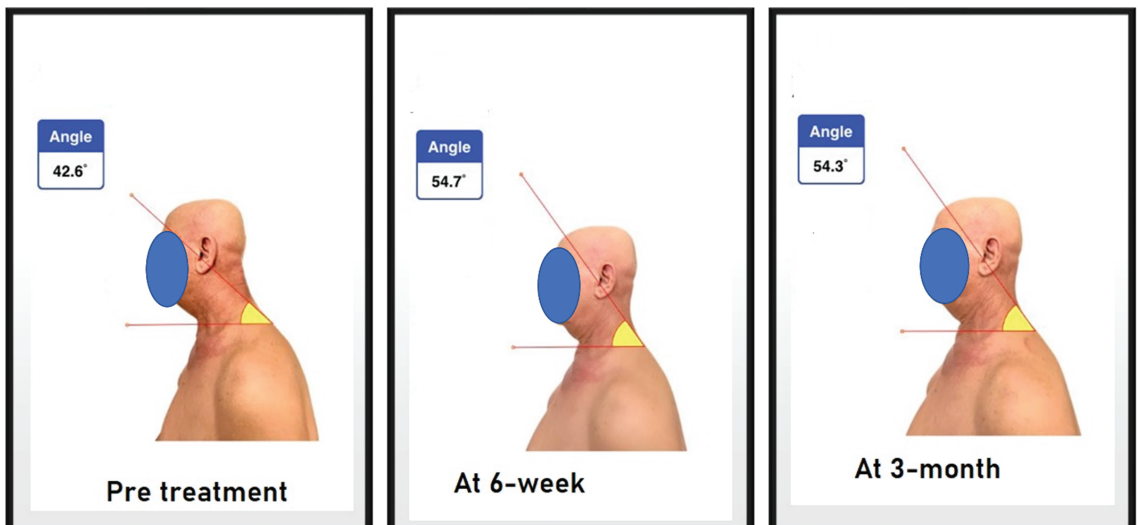 Angle
42.6°
Pre treatment
Angle
54.7°
At 6-week
Angle
54.3°
At 3-month